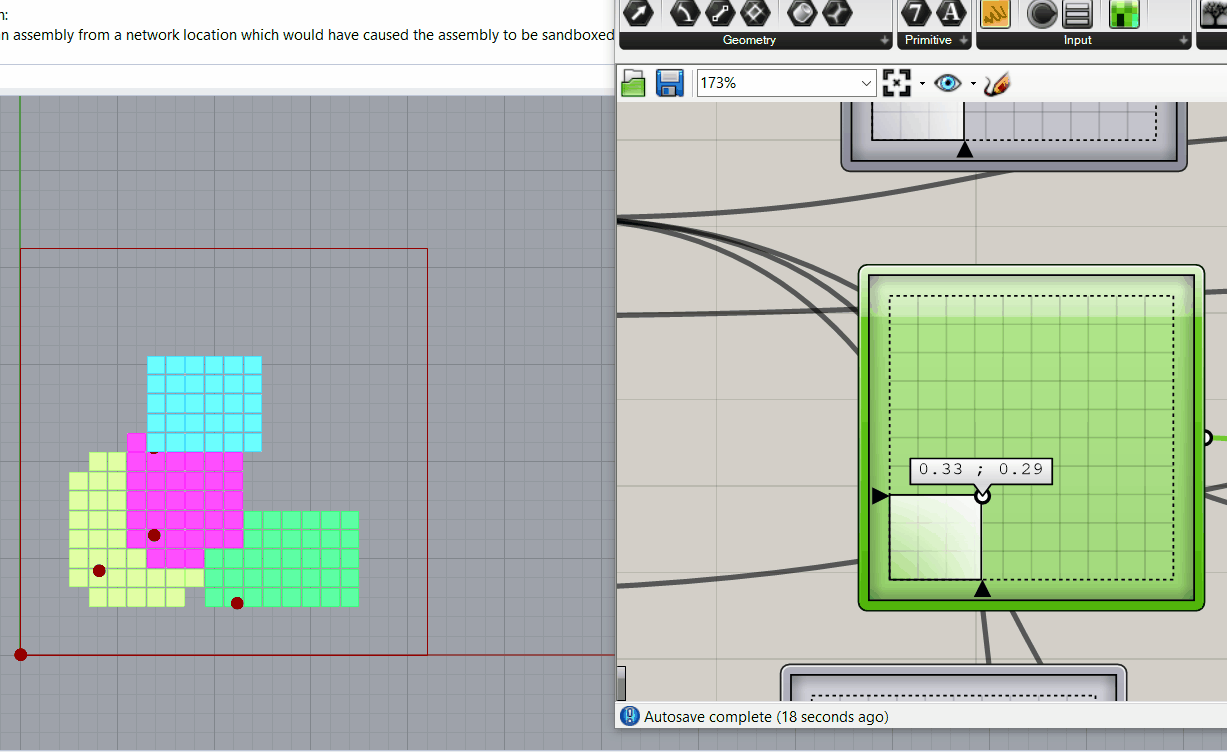 n:
n assembly from a network location which would have caused the assembly to be sandboxed
Geometry
Primitive
Input
7
A
173%
0.33 ; 0.29
Autosave complete (18 seconds ago)